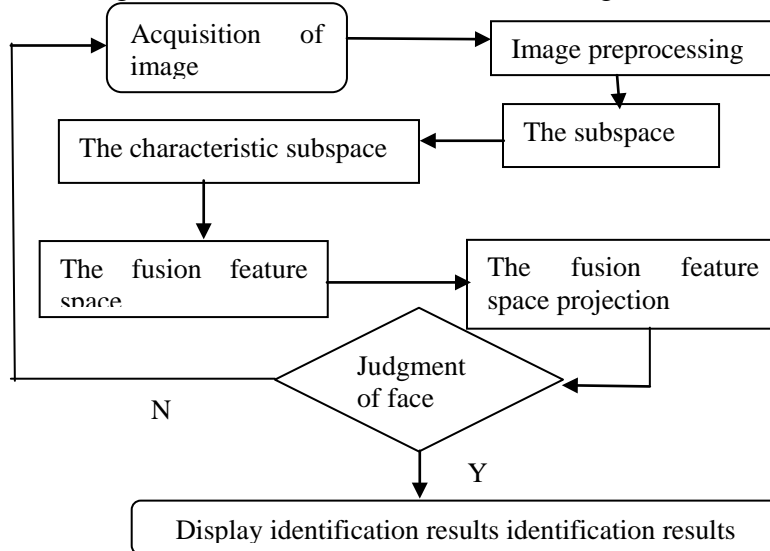 Acquisition of
image
Image preprocessing
The subspace
The characteristic subspace
The fusion feature
space
The fusion feature
space projection
Judgment
of face
N
Y
Display identification results identification results